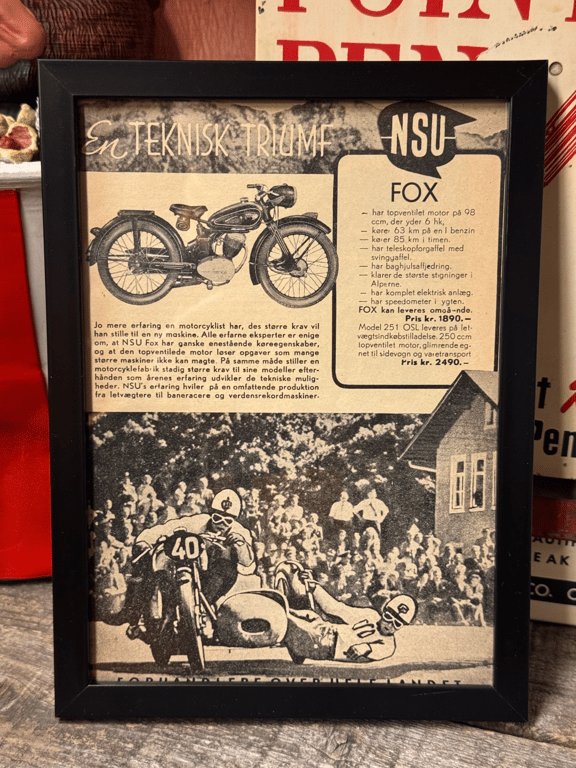 POINT
PEN
En TEKNISK TRIUMF
NSU
FOX
– har topventilet motor på 98
ccm, der yder 6 hk,
– kører 63 km på en l benzin
– kører 85 km i timen.
– har teleskopforgaffel med
svinggaffel.
– har baghjulsaffjedring.
– klarer de største stigninger i
Alperne.
– har komplet elektrisk anlæg.
– har speedometer i lygten.
FOX kan leveres omgående.
Pris kr. 1890.–
Model 251 OSL leveres på let-
vægtsindkøbstilladelse. 250 ccm
topventilet motor, glimrende eg-
net til sidevogn og varetransport
Pris kr. 2490.–
Jo mere erfaring en motorcyklist har, des større krav vil
han stille til en ny maskine. Alle erfarne eksperter er enige
om, at NSU Fox har ganske enestående køreegenskaber,
og at den topventilede motor løser opgaver som mange
større maskiner ikke kan magte. På samme måde stiller en
motorcyklefabrik stadig større krav til sine modeller efter-
hånden som årenes erfaring udvikler de tekniske mulig-
heder. NSU's erfaring hviler på en omfattende produktion
fra letvægtere til baneracere og verdensrekordmaskiner.
40
FORHANDLERE OVER HELE LANDET
t
Pen
EAK
CO.